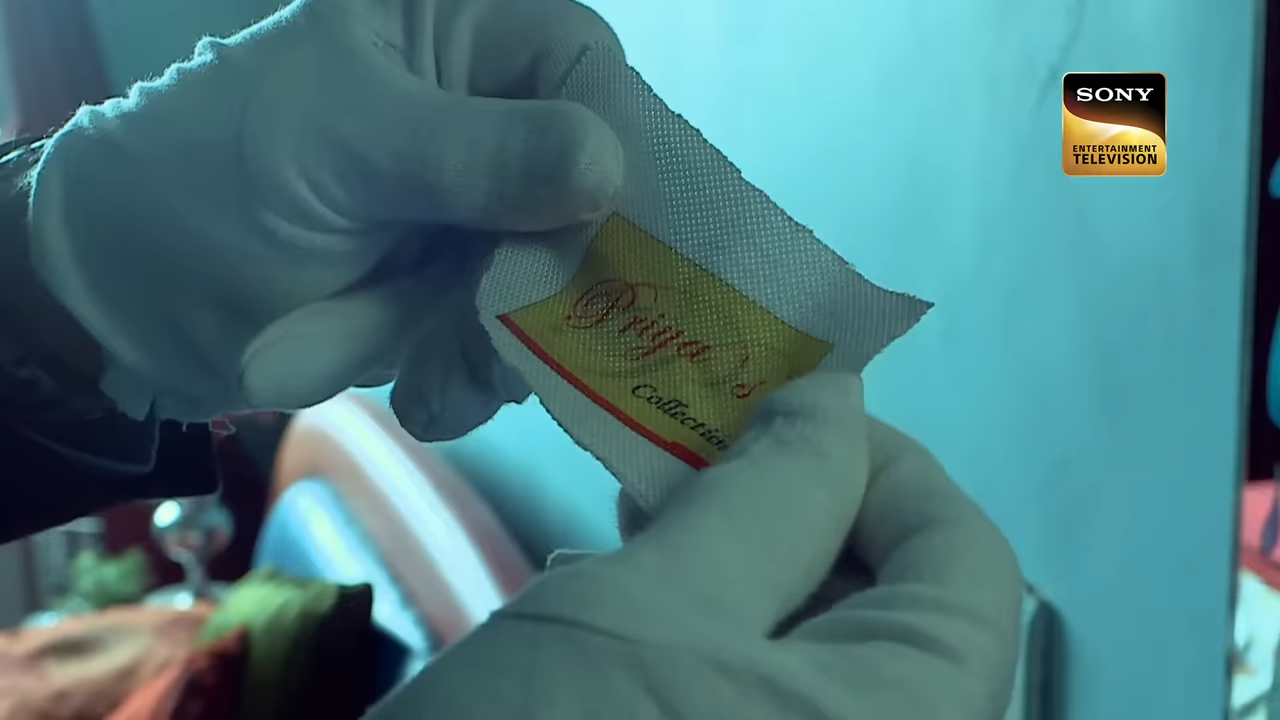 SONY
ENTERTAINMENT
TELEVISION
Priya's
Collection